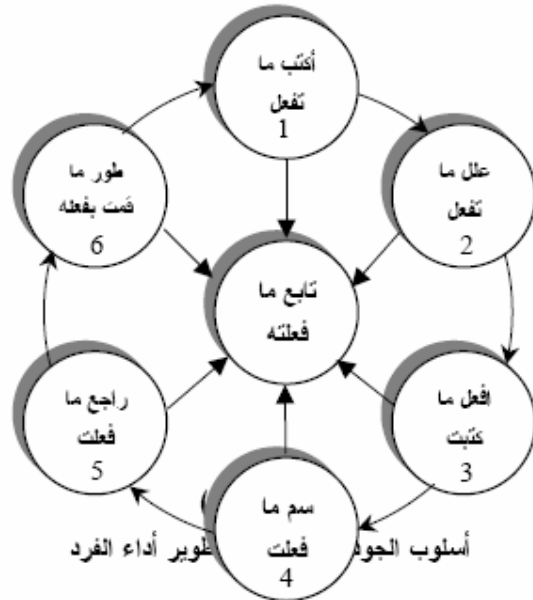 أكتب ما
تفعل
1
علل ما
تفعل
2
افعل ما
كتبت
3
سم ما
فعلت
4
راجع ما
فعلت
5
طور ما
قمت بفعله
6
تابع ما
فعلته
أسلوب الجود
طوير أداء الفرد